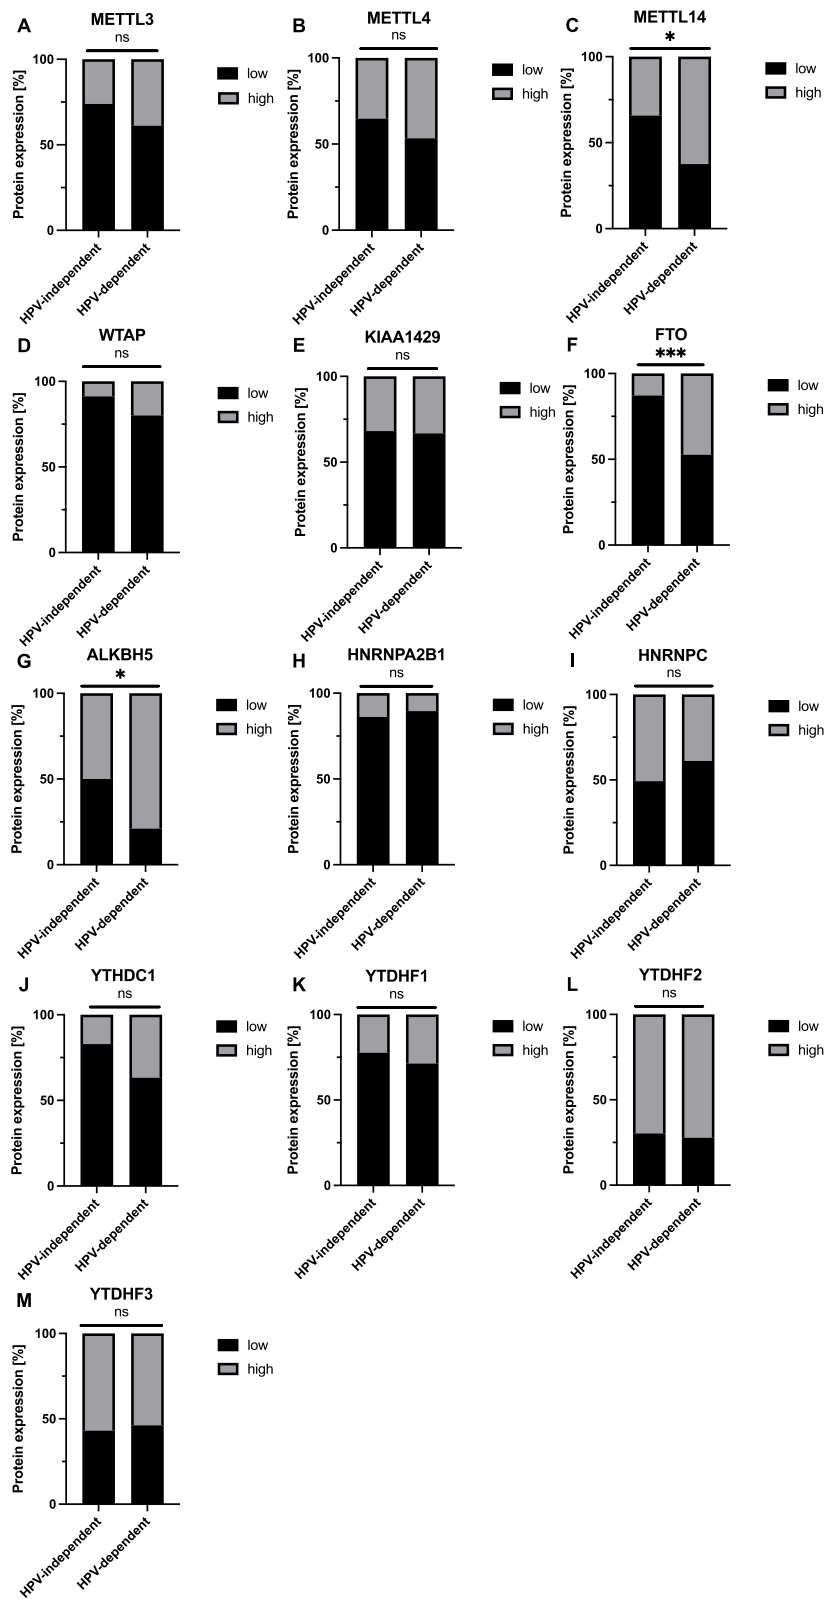 A
METTL3
ns
Protein expression [%]
100
50
0
HPV-independent
HPV-dependent
low
high
B
METTL4
ns
Protein expression [%]
100
50
0
HPV-independent
HPV-dependent
low
high
C
METTL14
*
Protein expression [%]
100
50
0
HPV-independent
HPV-dependent
low
high
D
WTAP
ns
Protein expression [%]
100
50
0
HPV-independent
HPV-dependent
low
high
E
KIAA1429
ns
Protein expression [%]
100
50
0
HPV-independent
HPV-dependent
low
high
F
FTO
***
Protein expression [%]
100
50
0
HPV-independent
HPV-dependent
low
high
G
ALKBH5
*
Protein expression [%]
100
50
0
HPV-independent
HPV-dependent
low
high
H
HNRNPA2B1
ns
Protein expression [%]
100
50
0
HPV-independent
HPV-dependent
low
high
I
HNRNPC
ns
Protein expression [%]
100
50
0
HPV-independent
HPV-dependent
low
high
J
YTHDC1
ns
Protein expression [%]
100
50
0
HPV-independent
HPV-dependent
low
high
K
YTDHF1
ns
Protein expression [%]
100
50
0
HPV-independent
HPV-dependent
low
high
L
YTDHF2
ns
Protein expression [%]
100
50
0
HPV-independent
HPV-dependent
low
high
M
YTDHF3
ns
Protein expression [%]
100
50
0
HPV-independent
HPV-dependent
low
high